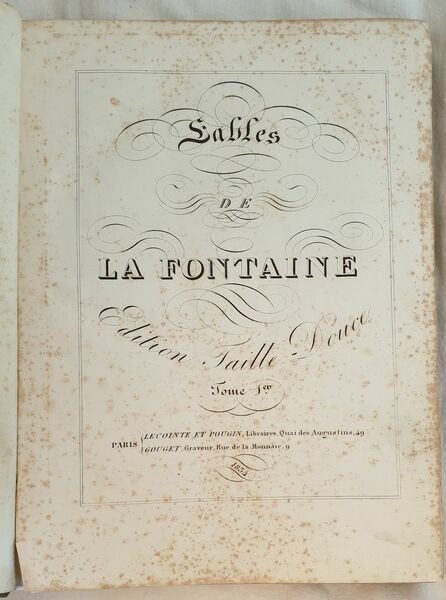 Fables
DE
LA FONTAINE
Edition Taille Douce
Tome 1er
PARIS
LECOINTE ET POUGIN, Libraires, Quai des Augustins, 49
GOUGET, Graveur, Rue de la Monnaie, 9
1834